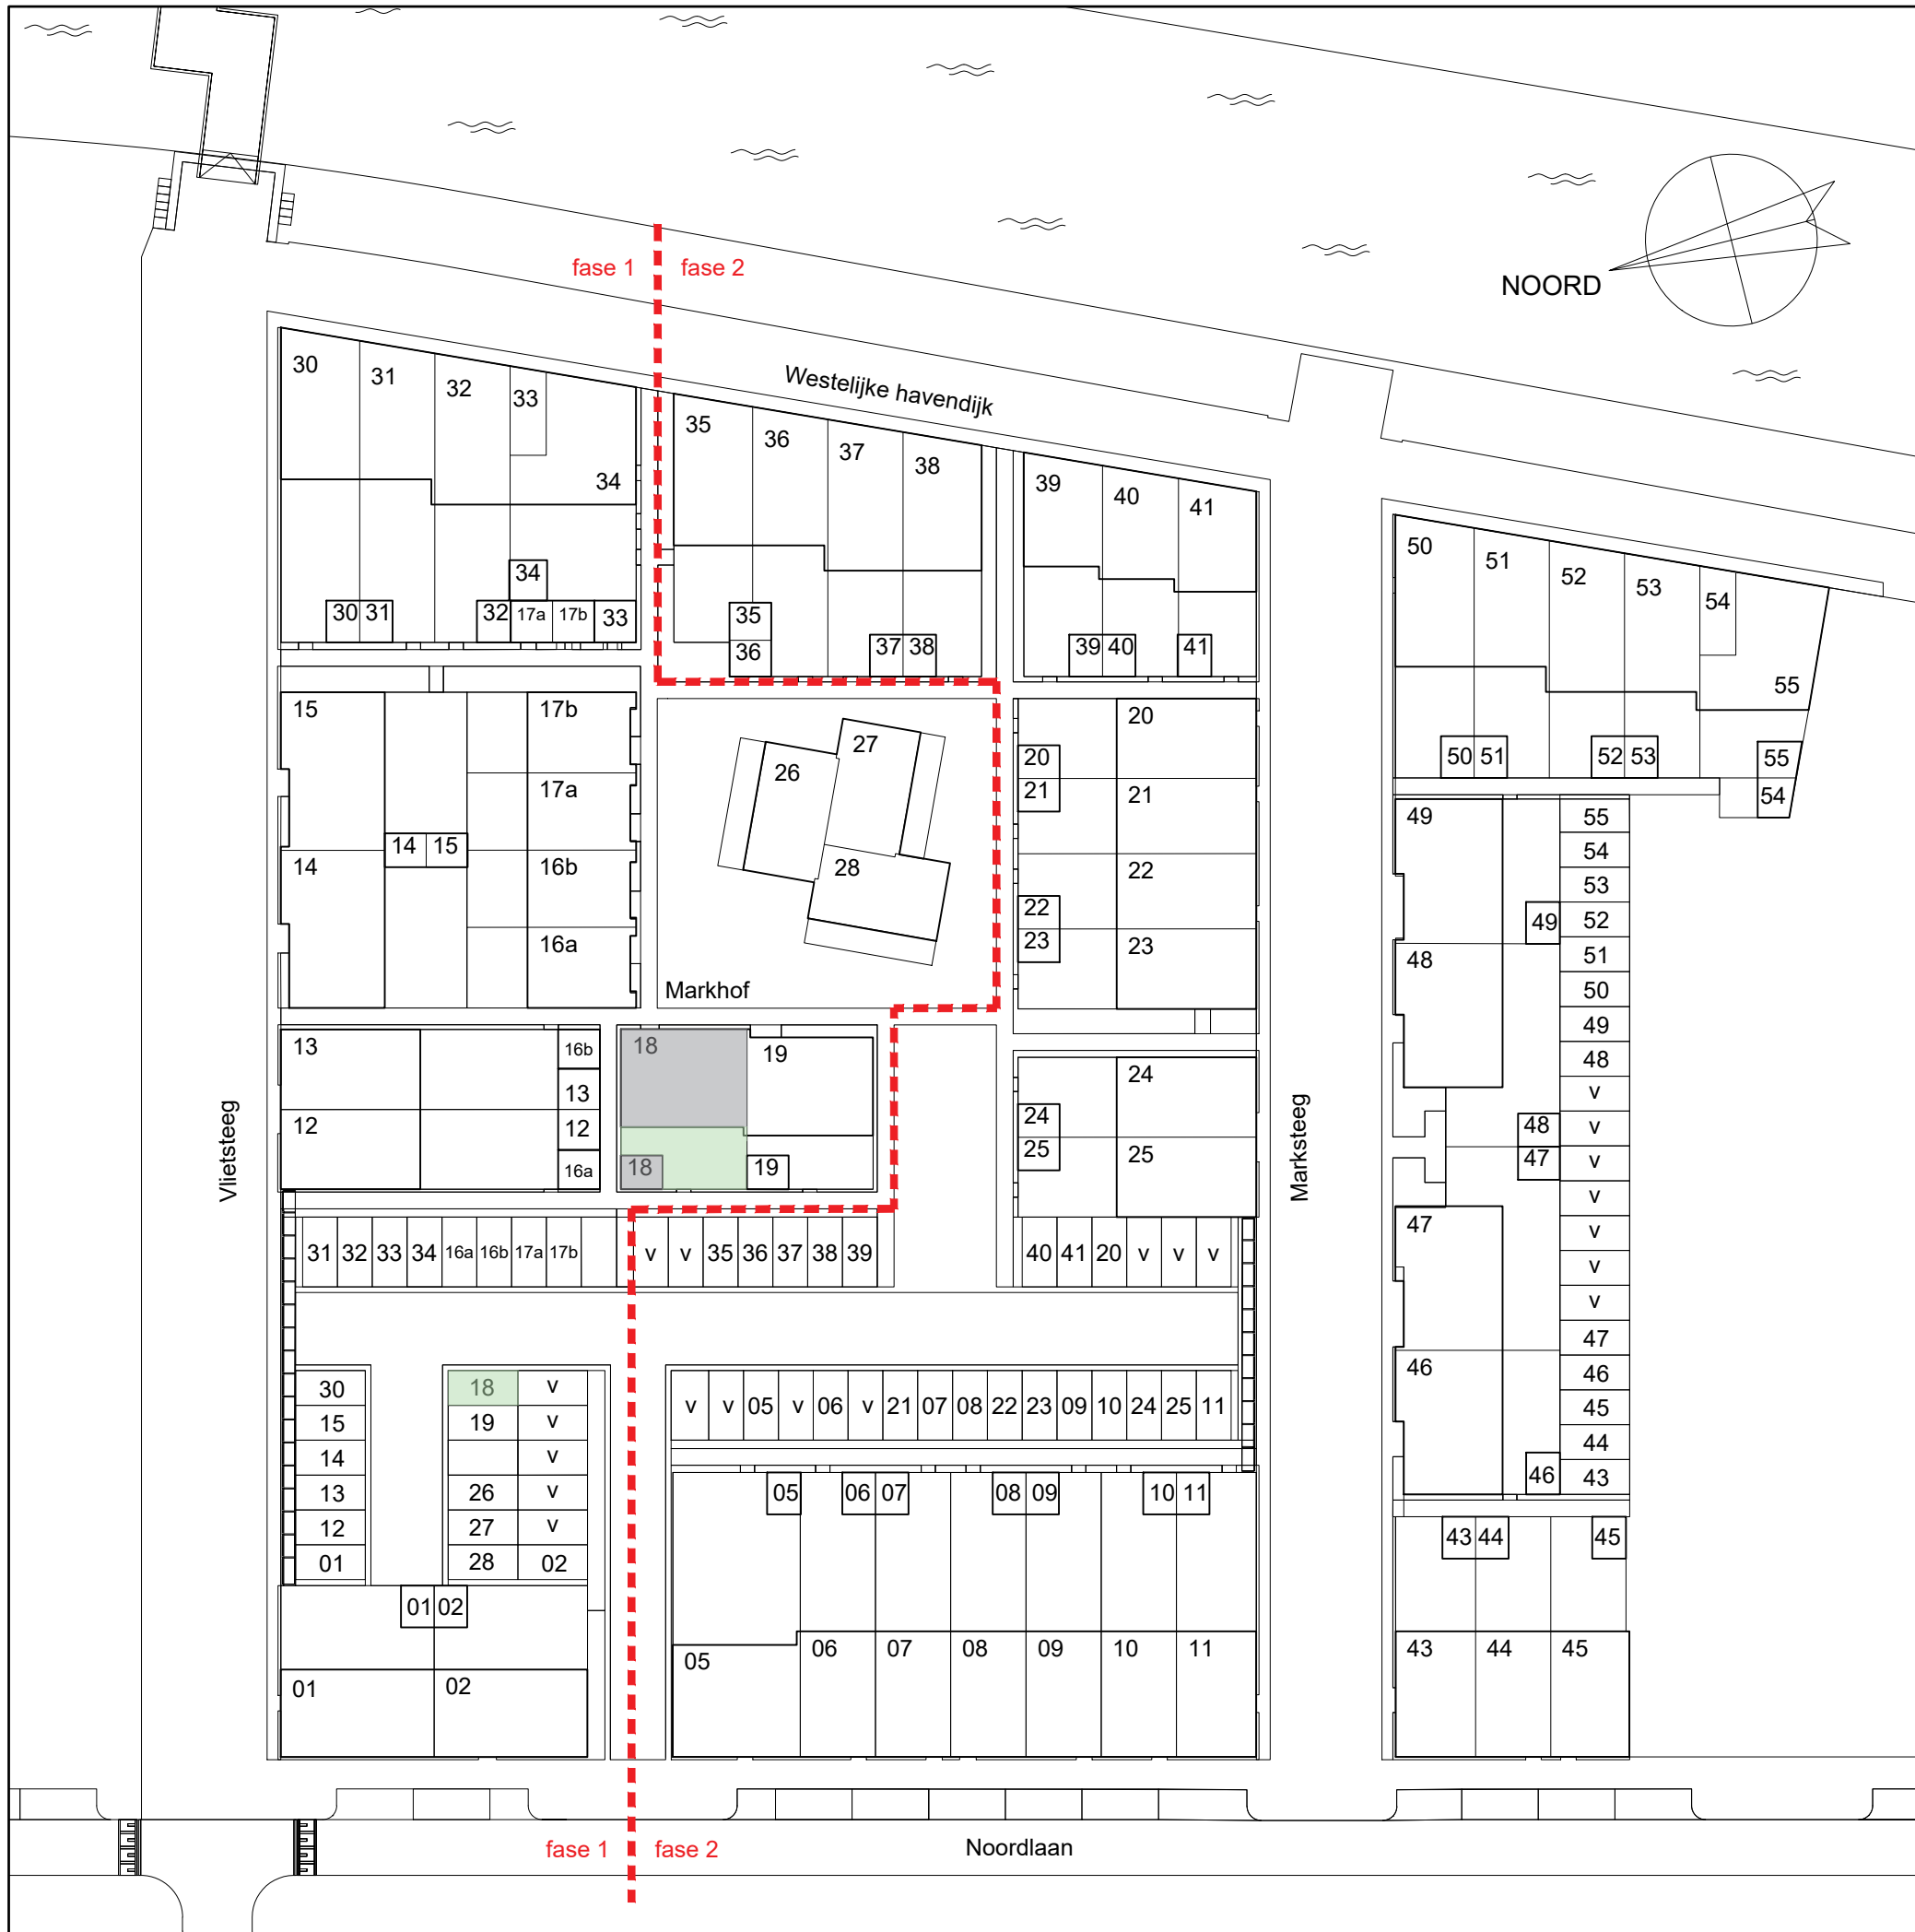 fase 1 fase 2
NOORD
Westelijke havendijk
30 31 32 33 34
35 36 37 38
39 40 41
50 51 52 53 54 55
34
30 31 32 17a 17b 33
35
36
37 38
39 40 41
50 51 52 53 55
54
15 17b
17a
14 15
14 16b
16a
26 27
28
Markhof
20
20
21
21
22
22
23
23
49
49
48
55
54
53
52
51
50
49
48
v
v
v
v
v
v
v
47
46
45
44
43
13
12
16b
13
12
16a
18 19
18 19
24
24
25
25
48
47
47
46
46
Vlietsteeg
Marksteeg
31 32 33 34 16a 16b 17a 17b
v v 35 36 37 38 39
40 41 20 v v v
30
15
14
13
12
01
18 v
19 v
v
26 v
27 v
28 02
v v 05 v 06 v 21 07 08 22 23 09 10 24 25 11
05 06 07 08 09 10 11
43 44 45
01 02
01 02
05 06 07 08 09 10 11
43 44 45
fase 1 fase 2
Noordlaan